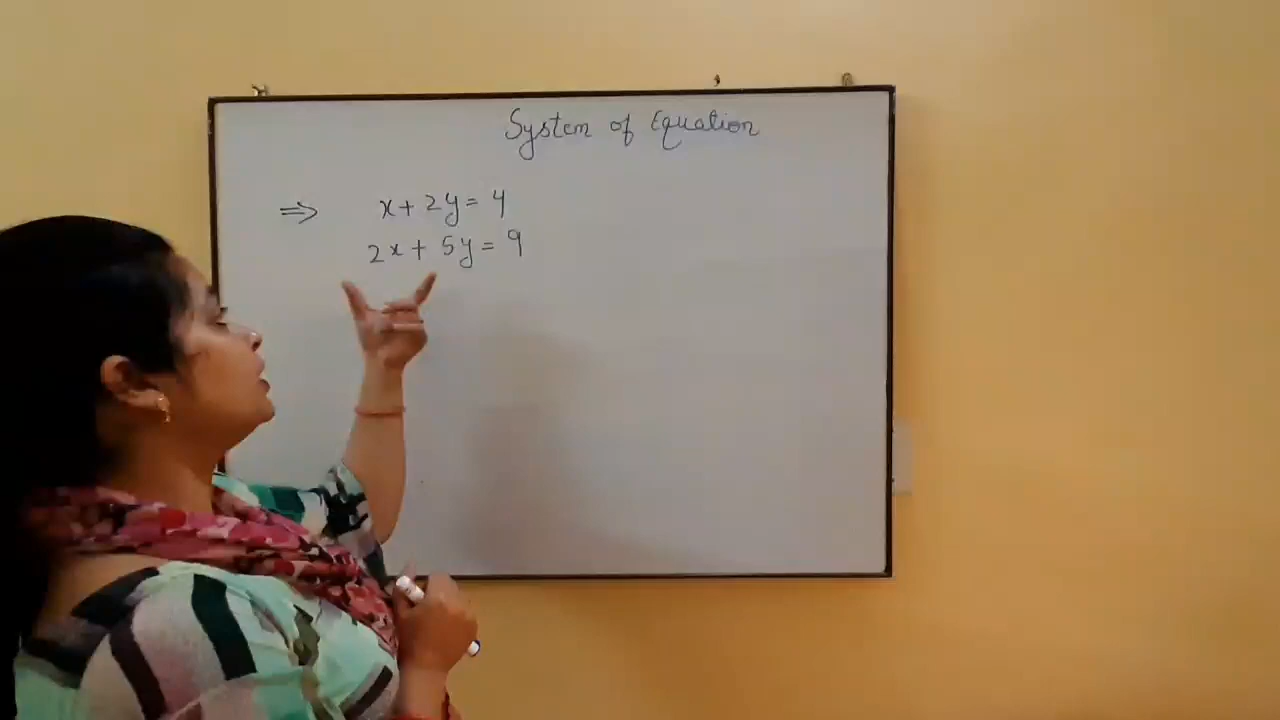 System of Equation
⇒ x + 2y = 4
2x + 5y = 9